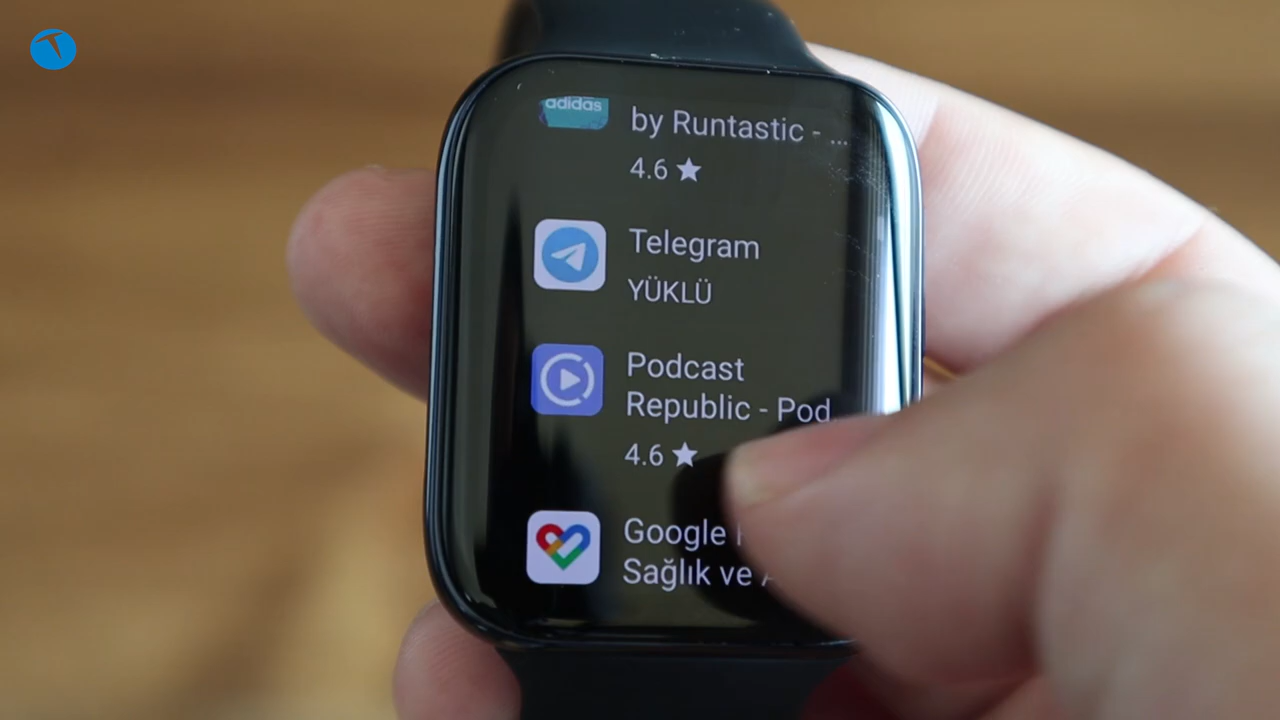 adidas
by Runtastic - ...
4.6
Telegram
YÜKLÜ
Podcast
Republic - Pod
4.6
Google
Sağlık ve